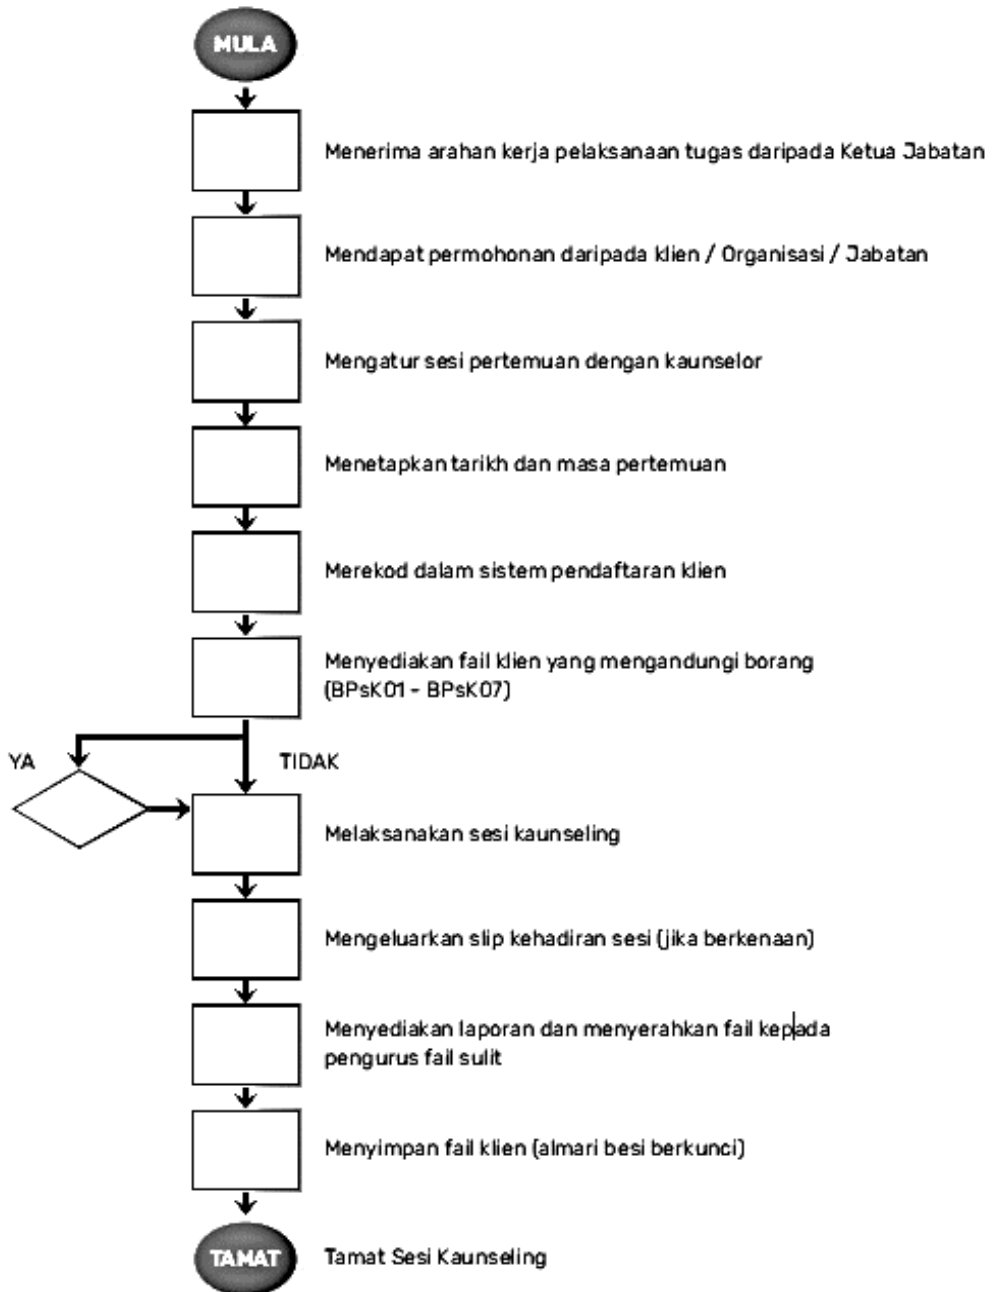 MULA
Menerima arahan kerja pelaksanaan tugas daripada Ketua Jabatan
Mendapat permohonan daripada klien / Organisasi / Jabatan
Mengatur sesi pertemuan dengan kaunselor
Menetapkan tarikh dan masa pertemuan
Merekod dalam sistem pendaftaran klien
Menyediakan fail klien yang mengandungi borang
(BPsK01 - BPsK07)
YA
TIDAK
Melaksanakan sesi kaunseling
Mengeluarkan slip kehadiran sesi (jika berkenaan)
Menyediakan laporan dan menyerahkan fail kepada
pengurus fail sulit
Menyimpan fail klien (almari besi berkunci)
TAMAT
Tamat Sesi Kaunseling